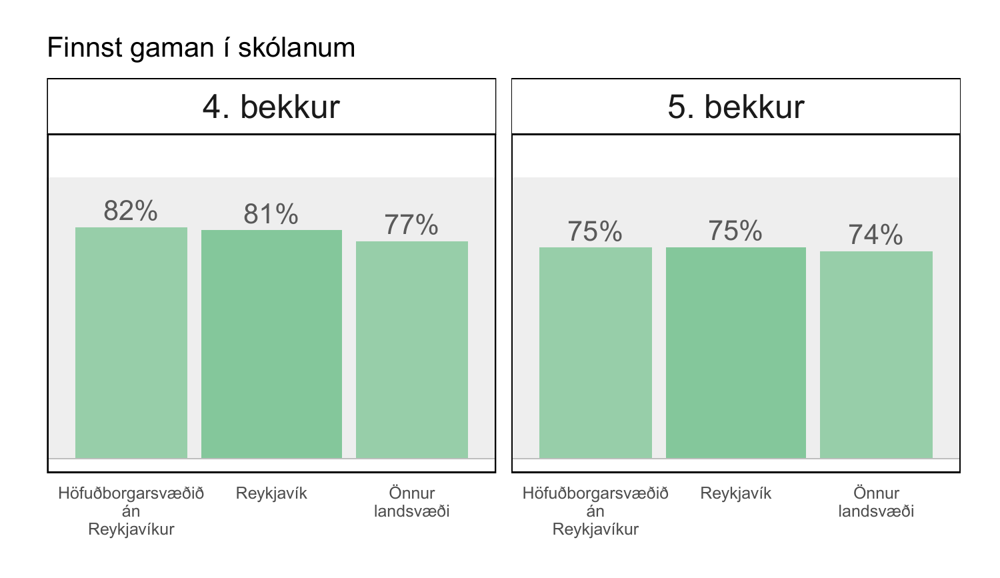 Finnst gaman í skólanum
4. bekkur
82%
81%
77%
Höfuðborgarsvæðið
án
Reykjavíkur
Reykjavík
Önnur
landsvæði
5. bekkur
75%
75%
74%
Höfuðborgarsvæðið
án
Reykjavíkur
Reykjavík
Önnur
landsvæði